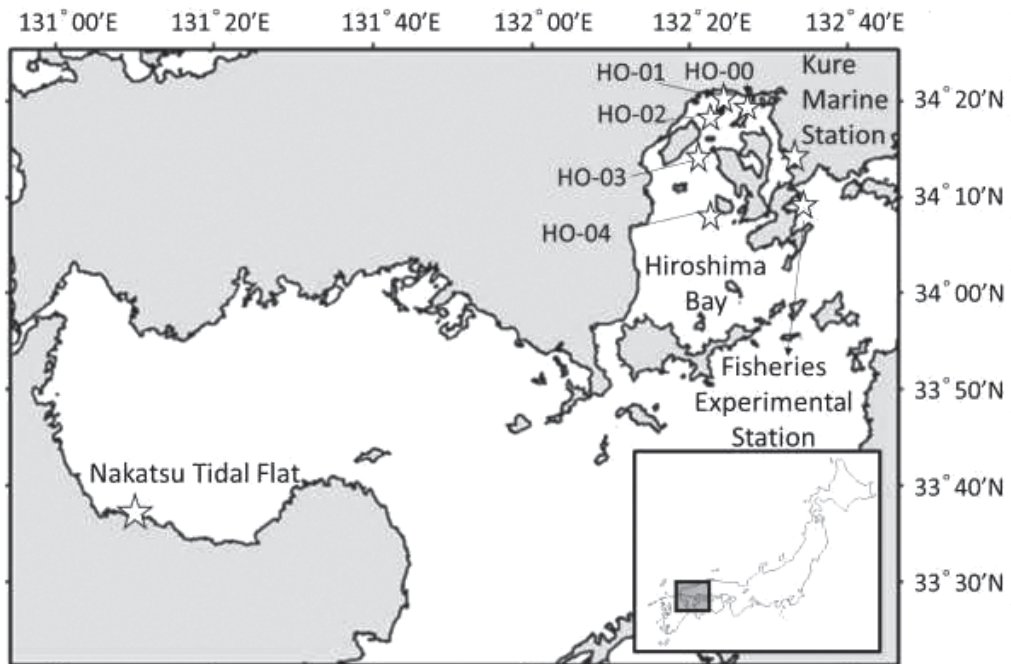 131°00'E 131°20'E 131°40'E 132°00'E 132°20'E 132°40'E
HO-01 HO-00 Kure
Marine
Station
34°20'N
HO-02
HO-03
34°10'N
HO-04
Hiroshima
Bay
34°00'N
Fisheries
Experimental
Station
33°50'N
Nakatsu Tidal Flat
33°40'N
33°30'N